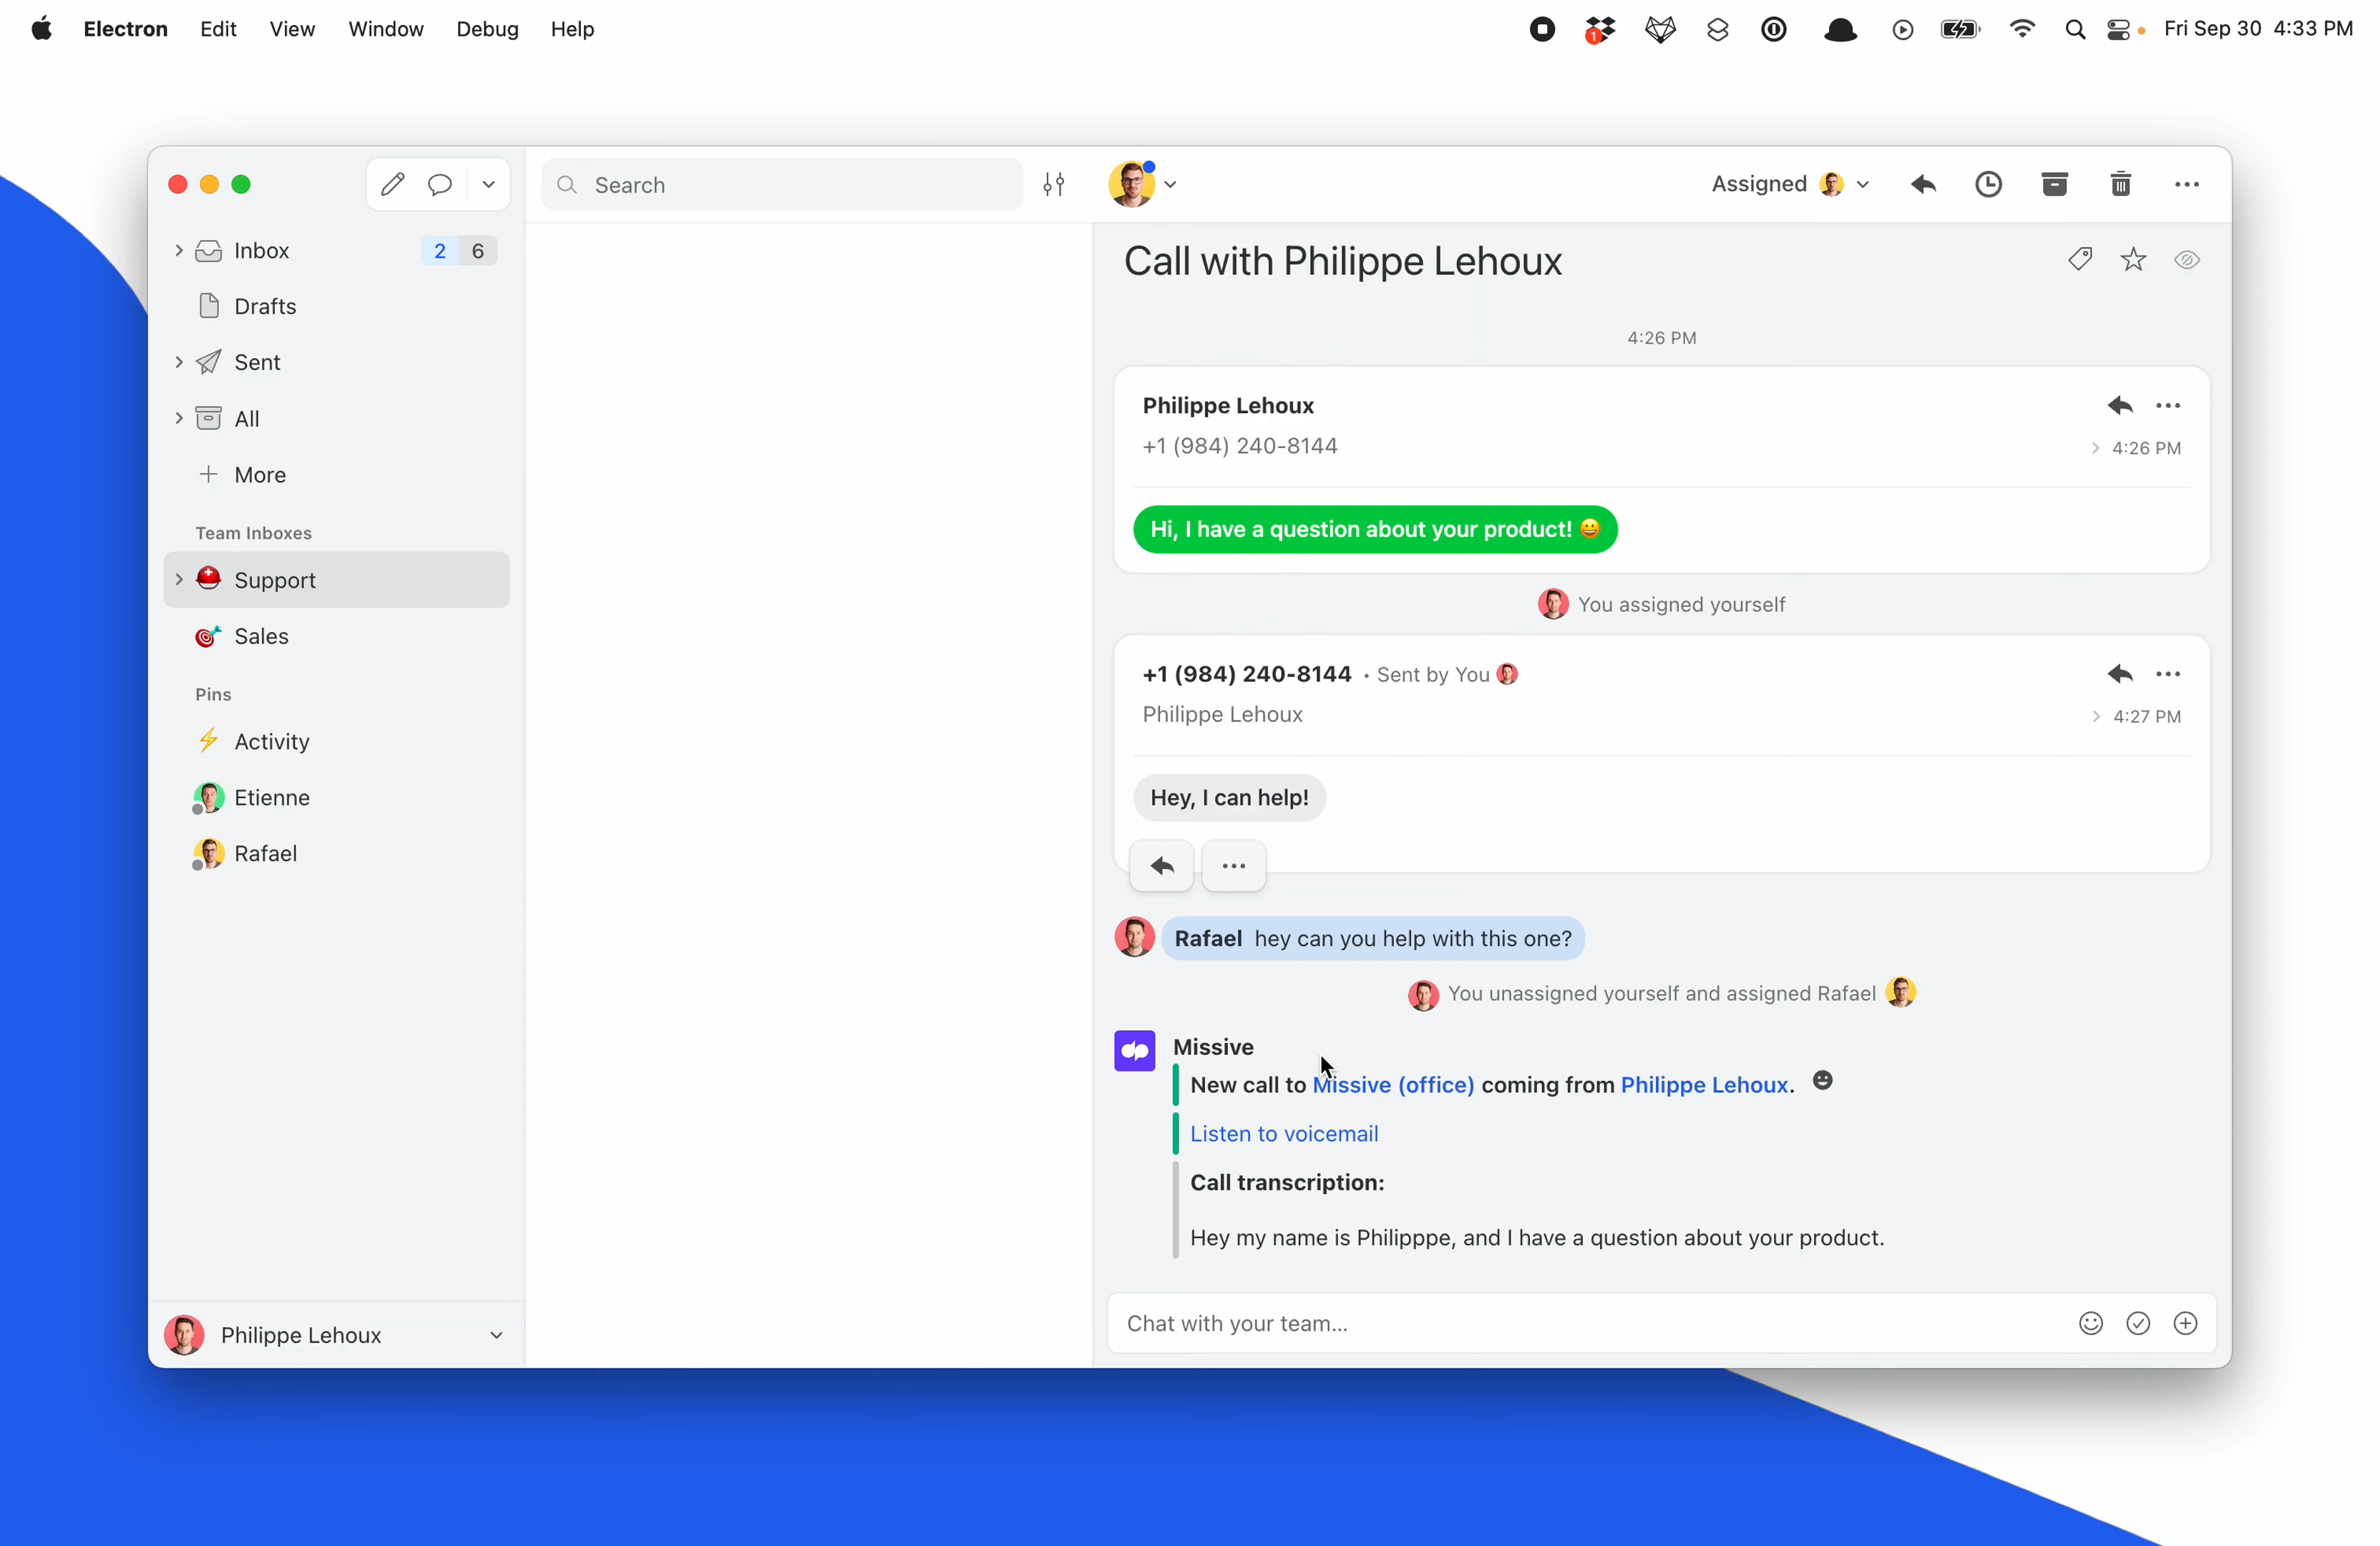 Electron Edit View Window Debug Help
1
Fri Sep 30 4:33 PM
Search
Assigned
Inbox 2 6
Drafts
Sent
All
More
Team Inboxes
Support
Sales
Pins
Activity
Etienne
Rafael
Philippe Lehoux
Call with Philippe Lehoux
4:26 PM
Philippe Lehoux
+1 (984) 240-8144
4:26 PM
Hi, I have a question about your product! 😀
You assigned yourself
+1 (984) 240-8144 · Sent by You
Philippe Lehoux
4:27 PM
Hey, I can help!
Rafael hey can you help with this one?
You unassigned yourself and assigned Rafael
dp
Missive
New call to Missive (office) coming from Philippe Lehoux.
Listen to voicemail
Call transcription:
Hey my name is Philipppe, and I have a question about your product.
Chat with your team...